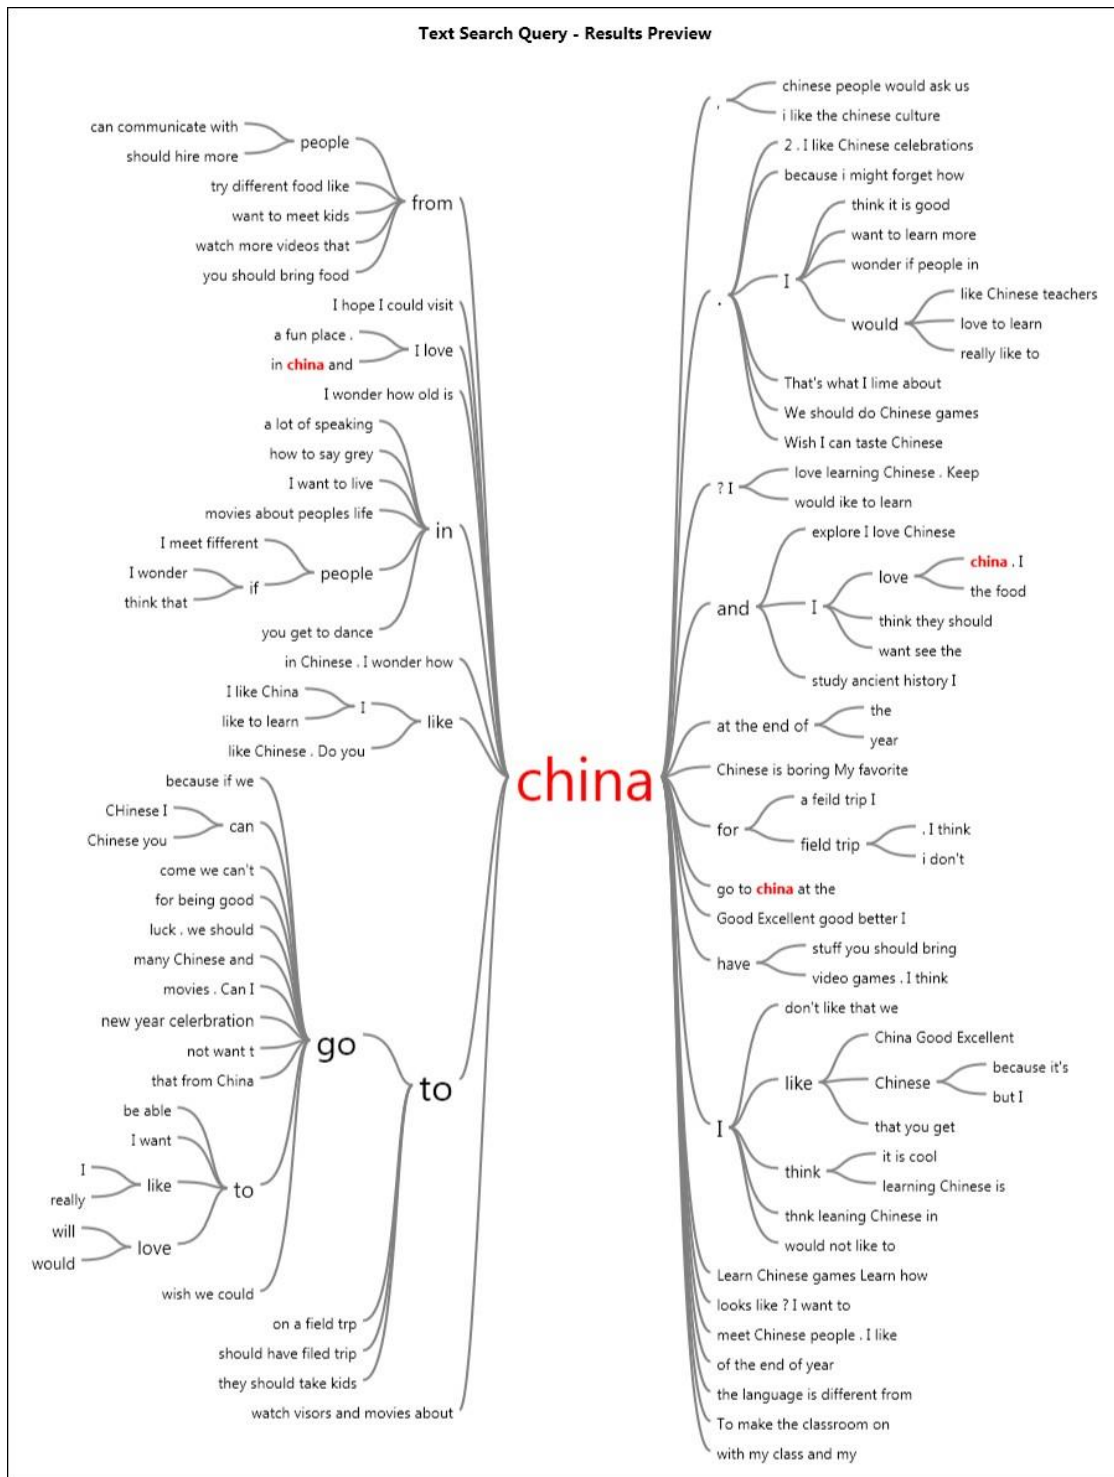 Text Search Query - Results Preview
can communicate with
should hire more
people
try different food like
want to meet kids
watch more videos that
you should bring food
from
I hope I could visit
a fun place .
in china and
I love
I wonder how old is
a lot of speaking
how to say grey
I want to live
movies about peoples life
I meet fifferent
I wonder
think that
if
people
you get to dance
in
in Chinese . I wonder how
I like China
like to learn
I
like Chinese . Do you
like
because if we
CHinese I
Chinese you
can
come we can't
for being good
luck . we should
many Chinese and
movies . Can I
new year celerbration
not want t
that from China
be able
I want
I
really
like
will
would
love
to
wish we could
go
on a field trp
should have filed trip
they should take kids
to
watch visors and movies about
china
,
chinese people would ask us
i like the chinese culture
.
2 . I like Chinese celebrations
because i might forget how
I
think it is good
want to learn more
wonder if people in
would
like Chinese teachers
love to learn
really like to
That's what I lime about
We should do Chinese games
Wish I can taste Chinese
? I
love learning Chinese . Keep
would ike to learn
and
explore I love Chinese
I
love
china . I
the food
think they should
want see the
study ancient history I
at the end of
the
year
Chinese is boring My favorite
for
a feild trip I
field trip
. I think
i don't
go to china at the
Good Excellent good better I
have
stuff you should bring
video games . I think
I
don't like that we
like
China Good Excellent
Chinese
because it's
but I
that you get
think
it is cool
learning Chinese is
thnk leaning Chinese in
would not like to
Learn Chinese games Learn how
looks like ? I want to
meet Chinese people . I like
of the end of year
the language is different from
To make the classroom on
with my class and my